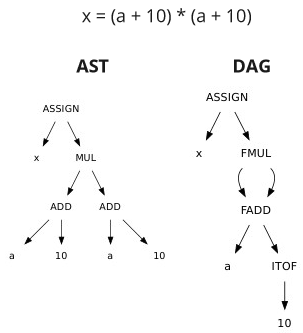 x = (a + 10) * (a + 10)
AST
ASSIGN
x
MUL
ADD ADD
a 10 a 10
DAG
ASSIGN
x FMUL
FADD
a ITOF
10